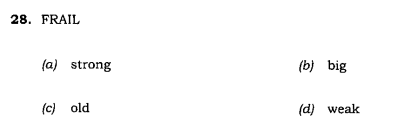 28. FRAIL
(a) strong (b) big
(c) old (d) weak